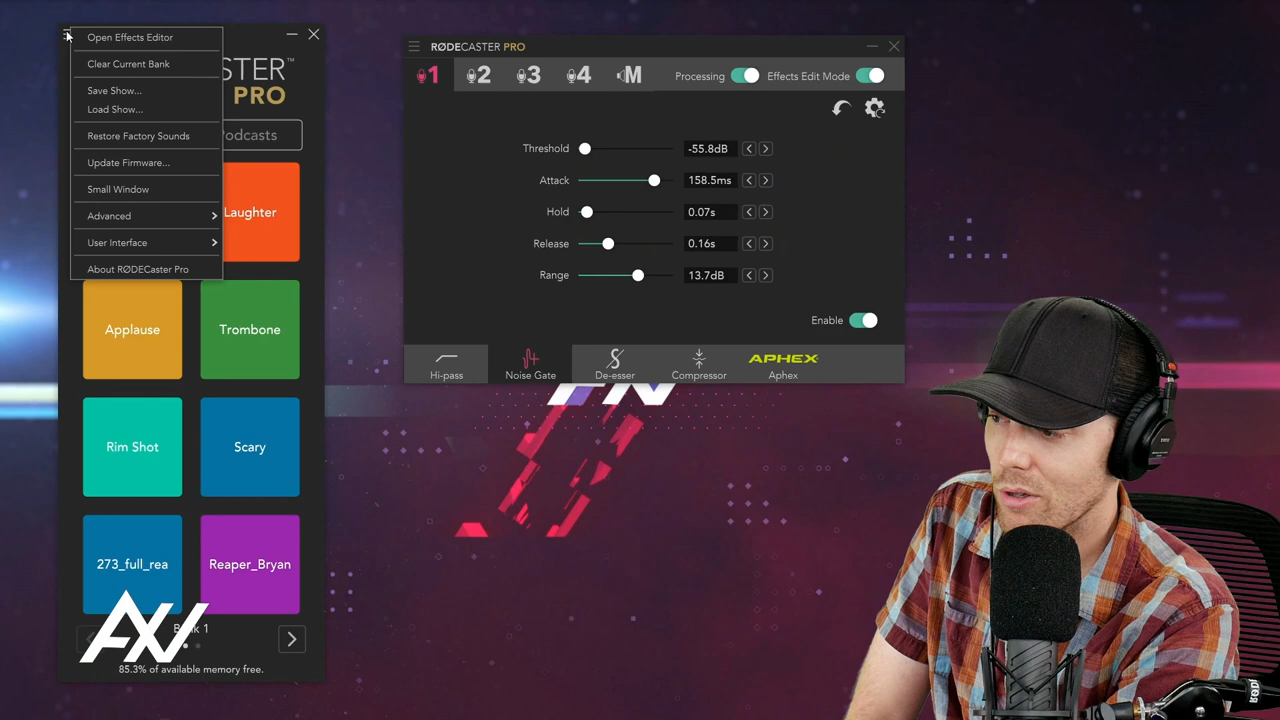 Open Effects Editor
Clear Current Bank
Save Show...
Load Show...
Restore Factory Sounds
Update Firmware...
Small Window
Advanced
User Interface
About RØDECaster Pro
STER™
PRO
Podcasts
Laughter
Applause
Trombone
Rim Shot
Scary
273_full_rea
Reaper_Bryan
Bank 1
85.3% of available memory free.
RØDECASTER PRO
1
2
3
4
M
Processing
Effects Edit Mode
Threshold
-55.8dB
Attack
158.5ms
Hold
0.07s
Release
0.16s
Range
13.7dB
Enable
Hi-pass
Noise Gate
De-esser
Compressor
APHEX
Aphex